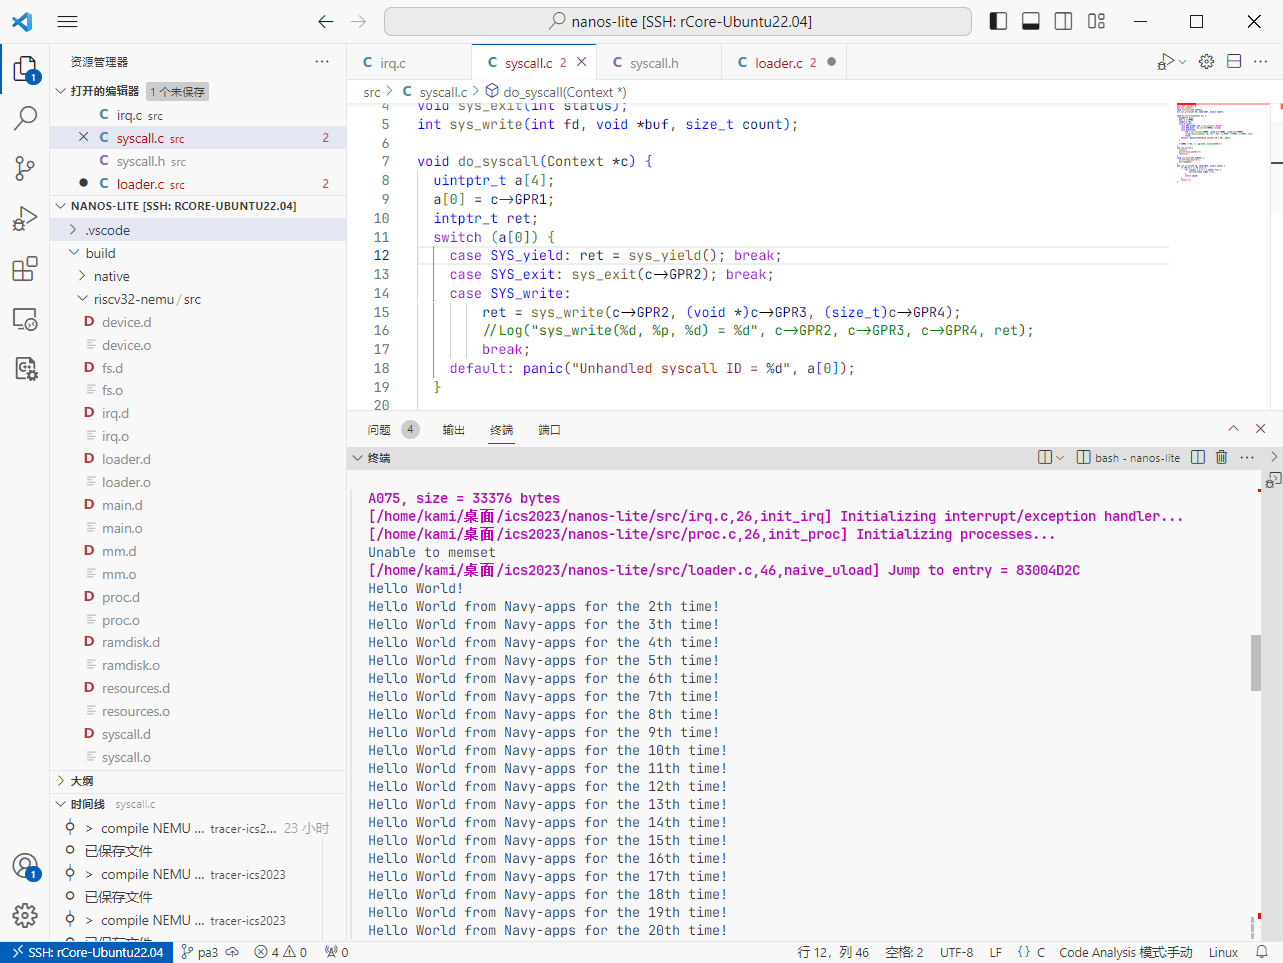 nanos-lite [SSH: rCore-Ubuntu22.04]
资源管理器
打开的编辑器
1 个未保存
irq.c src
syscall.c src 2
syscall.h src
loader.c src 2
NANOS-LITE [SSH: RCORE-UBUNTU22.04]
.vscode
build
native
riscv32-nemu / src
D device.d
device.o
D fs.d
fs.o
D irq.d
irq.o
D loader.d
loader.o
D main.d
main.o
D mm.d
mm.o
D proc.d
proc.o
D ramdisk.d
ramdisk.o
D resources.d
resources.o
D syscall.d
syscall.o
大纲
时间线 syscall.c
> compile NEMU ... tracer-ics2... 23 小时
已保存文件
> compile NEMU ... tracer-ics2023
已保存文件
> compile NEMU ... tracer-ics2023
已保存文件
C irq.c
C syscall.c 2
C syscall.h
C loader.c 2
src > C syscall.c > do_syscall(Context *)
4 void sys_exit(int status);
5 int sys_write(int fd, void *buf, size_t count);
6
7 void do_syscall(Context *c) {
8 uintptr_t a[4];
9 a[0] = c->GPR1;
10 intptr_t ret;
11 switch (a[0]) {
12 case SYS_yield: ret = sys_yield(); break;
13 case SYS_exit: sys_exit(c->GPR2); break;
14 case SYS_write:
15 ret = sys_write(c->GPR2, (void *)c->GPR3, (size_t)c->GPR4);
16 //Log("sys_write(%d, %p, %d) = %d", c->GPR2, c->GPR3, c->GPR4, ret);
17 break;
18 default: panic("Unhandled syscall ID = %d", a[0]);
19 }
20
问题 4 输出 终端 端口
终端
bash - nanos-lite
A075, size = 33376 bytes
[/home/kami/桌面/ics2023/nanos-lite/src/irq.c,26,init_irq] Initializing interrupt/exception handler...
[/home/kami/桌面/ics2023/nanos-lite/src/proc.c,26,init_proc] Initializing processes...
Unable to memset
[/home/kami/桌面/ics2023/nanos-lite/src/loader.c,46,naive_uload] Jump to entry = 83004D2C
Hello World!
Hello World from Navy-apps for the 2th time!
Hello World from Navy-apps for the 3th time!
Hello World from Navy-apps for the 4th time!
Hello World from Navy-apps for the 5th time!
Hello World from Navy-apps for the 6th time!
Hello World from Navy-apps for the 7th time!
Hello World from Navy-apps for the 8th time!
Hello World from Navy-apps for the 9th time!
Hello World from Navy-apps for the 10th time!
Hello World from Navy-apps for the 11th time!
Hello World from Navy-apps for the 12th time!
Hello World from Navy-apps for the 13th time!
Hello World from Navy-apps for the 14th time!
Hello World from Navy-apps for the 15th time!
Hello World from Navy-apps for the 16th time!
Hello World from Navy-apps for the 17th time!
Hello World from Navy-apps for the 18th time!
Hello World from Navy-apps for the 19th time!
Hello World from Navy-apps for the 20th time!
SSH: rCore-Ubuntu22.04 pa3 4 0 0 行 12，列 46 空格: 2 UTF-8 LF {} C Code Analysis 模式:手动 Linux